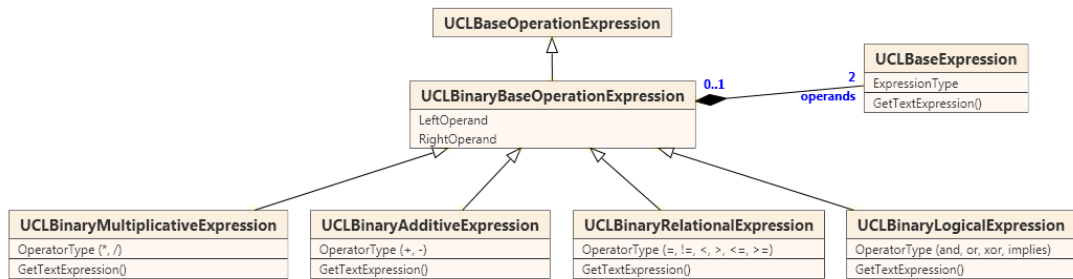 UCLBaseOperationExpression
UCLBaseExpression
ExpressionType
GetTextExpression()
0..1
2
operands
UCLBinaryBaseOperationExpression
LeftOperand
RightOperand
UCLBinaryMultiplicativeExpression
OperatorType (*, /)
GetTextExpression()
UCLBinaryAdditiveExpression
OperatorType (+, -)
GetTextExpression()
UCLBinaryRelationalExpression
OperatorType (=, !=, <, >, <=, >=)
GetTextExpression()
UCLBinaryLogicalExpression
OperatorType (and, or, xor, implies)
GetTextExpression()